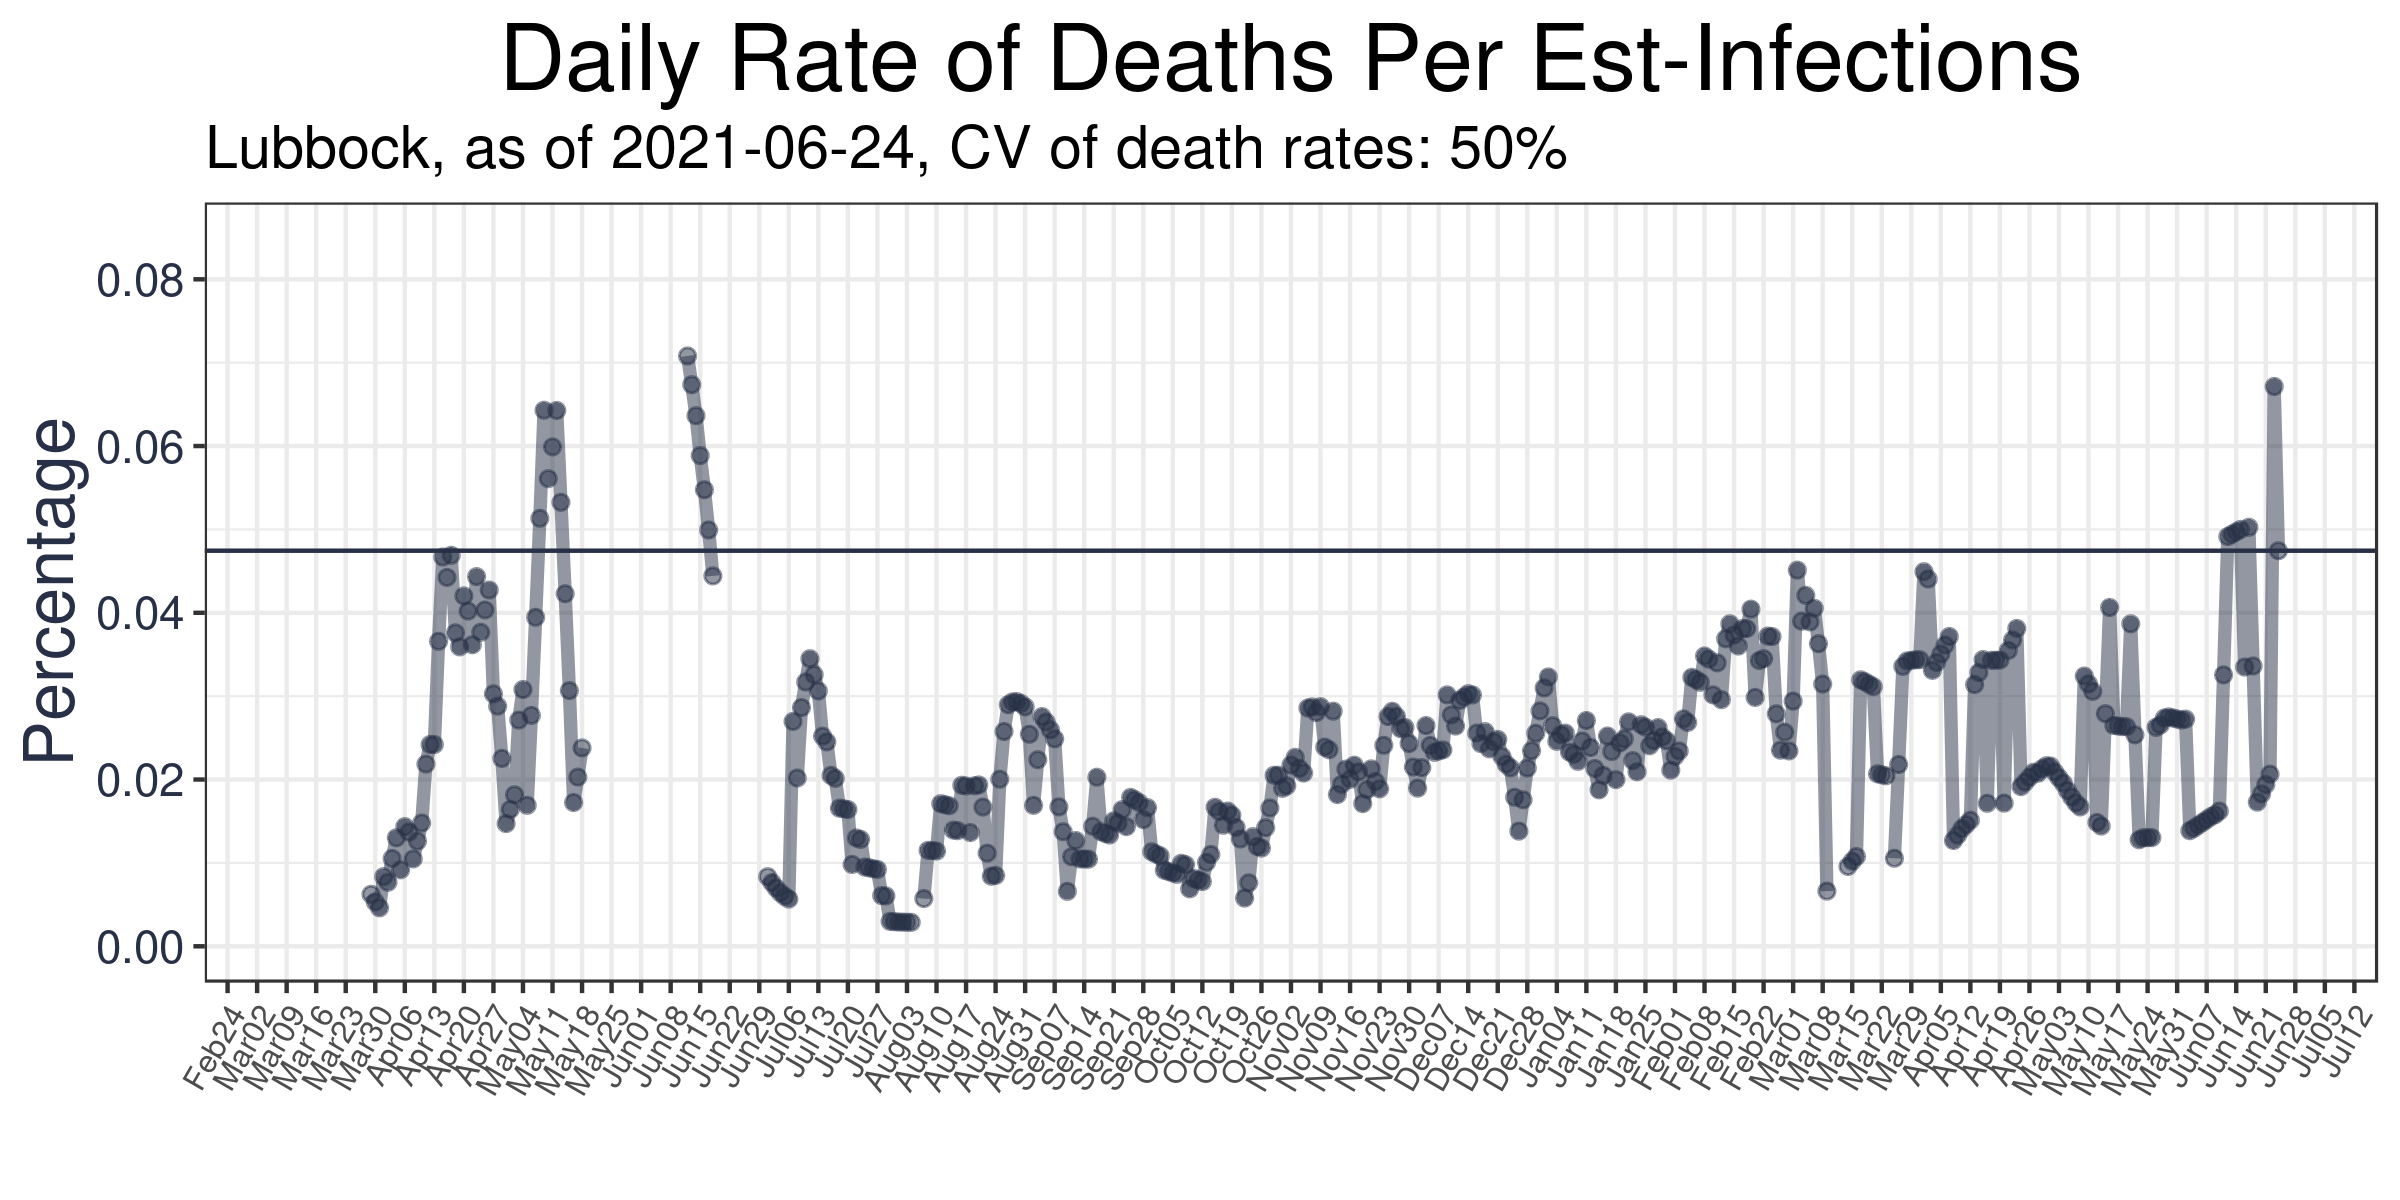 Daily Rate of Deaths Per Est-Infections
Lubbock, as of 2021-06-24, CV of death rates: 50%
Percentage
0.08
0.06
0.04
0.02
0.00
Feb24
Mar02
Mar09
Mar16
Mar23
Mar30
Apr06
Apr13
Apr20
Apr27
May04
May11
May18
May25
Jun01
Jun08
Jun15
Jun22
Jun29
Jul06
Jul13
Jul20
Jul27
Aug03
Aug10
Aug17
Aug24
Aug31
Sep07
Sep14
Sep21
Sep28
Oct05
Oct12
Oct19
Oct26
Nov02
Nov09
Nov16
Nov23
Nov30
Dec07
Dec14
Dec21
Dec28
Jan04
Jan11
Jan18
Jan25
Feb01
Feb08
Feb15
Feb22
Mar01
Mar08
Mar15
Mar22
Mar29
Apr05
Apr12
Apr19
Apr26
May03
May10
May17
May24
May31
Jun07
Jun14
Jun21
Jun28
Jul05
Jul12